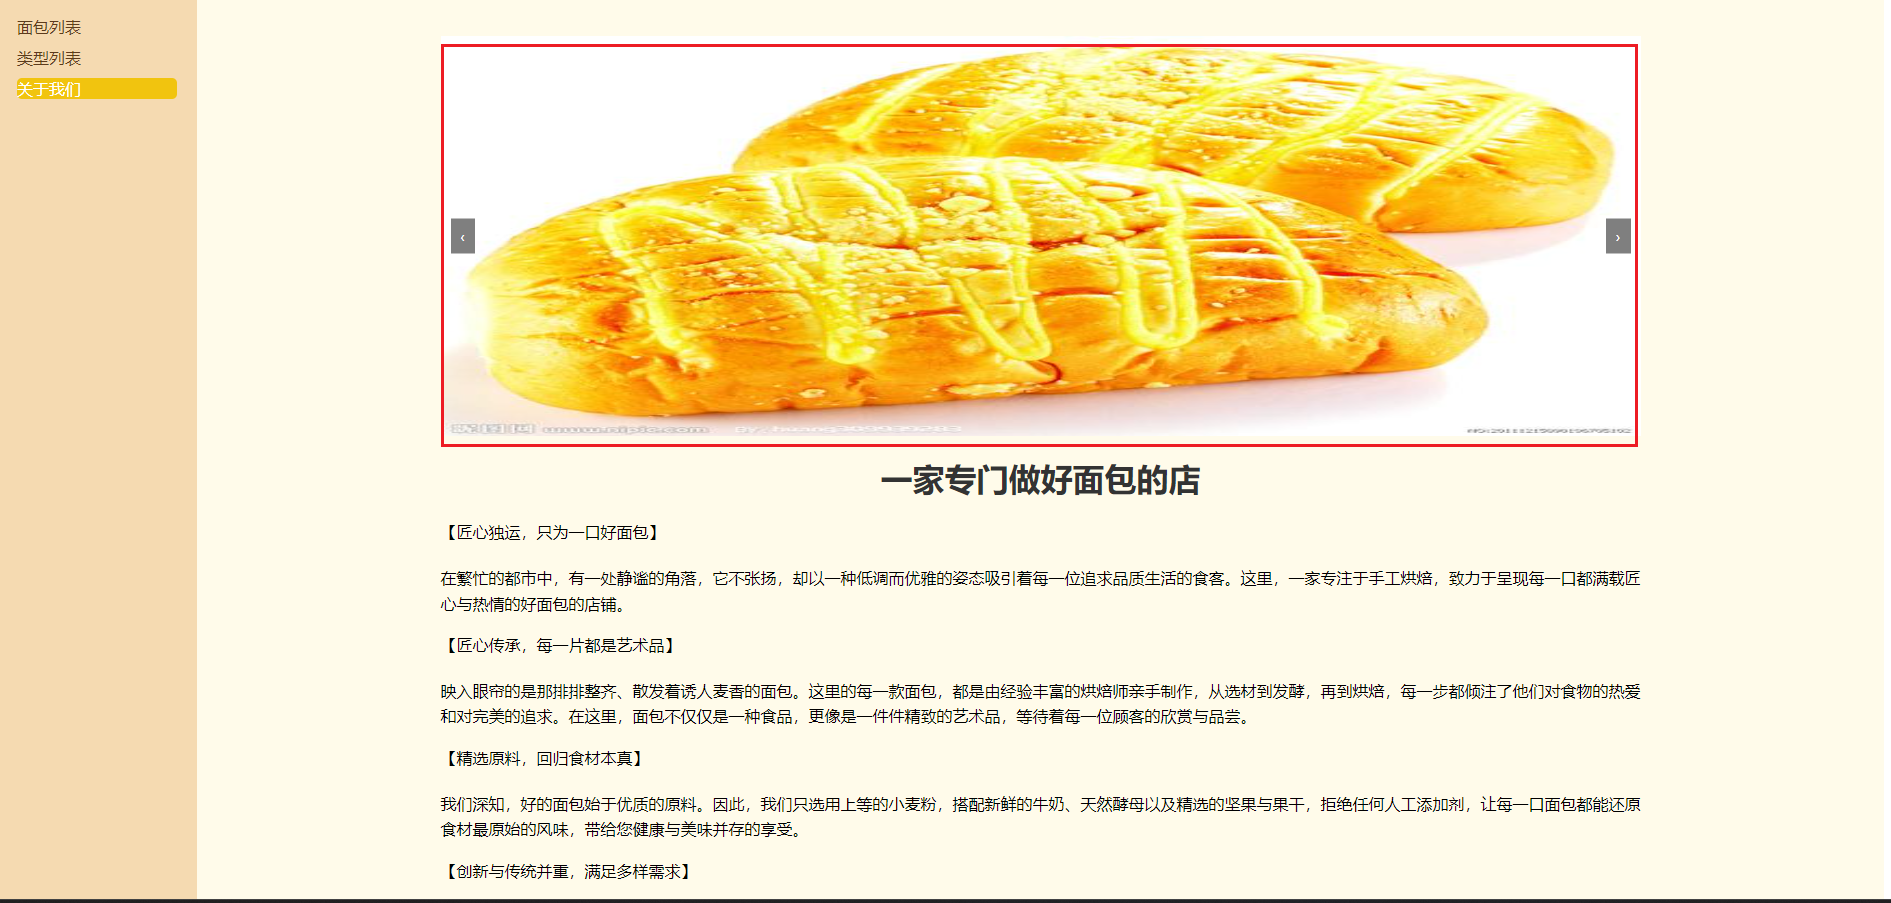 面包列表
类型列表
关于我们
‹
›
www.nipic.com
一家专门做好面包的店
【匠心独运，只为一口好面包】
在繁忙的都市中，有一处静谧的角落，它不张扬，却以一种低调而优雅的姿态吸引着每一位追求品质生活的食客。这里，一家专注于手工烘焙，致力于呈现每一口都满载匠
心与热情的好面包的店铺。
【匠心传承，每一片都是艺术品】
映入眼帘的是那排排整齐、散发着诱人麦香的面包。这里的每一款面包，都是由经验丰富的烘焙师亲手制作，从选材到发酵，再到烘焙，每一步都倾注了他们对食物的热爱
和对完美的追求。在这里，面包不仅仅是一种食品，更像是一件件精致的艺术品，等待着每一位顾客的欣赏与品尝。
【精选原料，回归食材本真】
我们深知，好的面包始于优质的原料。因此，我们只选用上等的小麦粉，搭配新鲜的牛奶、天然酵母以及精选的坚果与果干，拒绝任何人工添加剂，让每一口面包都能还原
食材最原始的风味，带给您健康与美味并存的享受。
【创新与传统并重，满足多样需求】